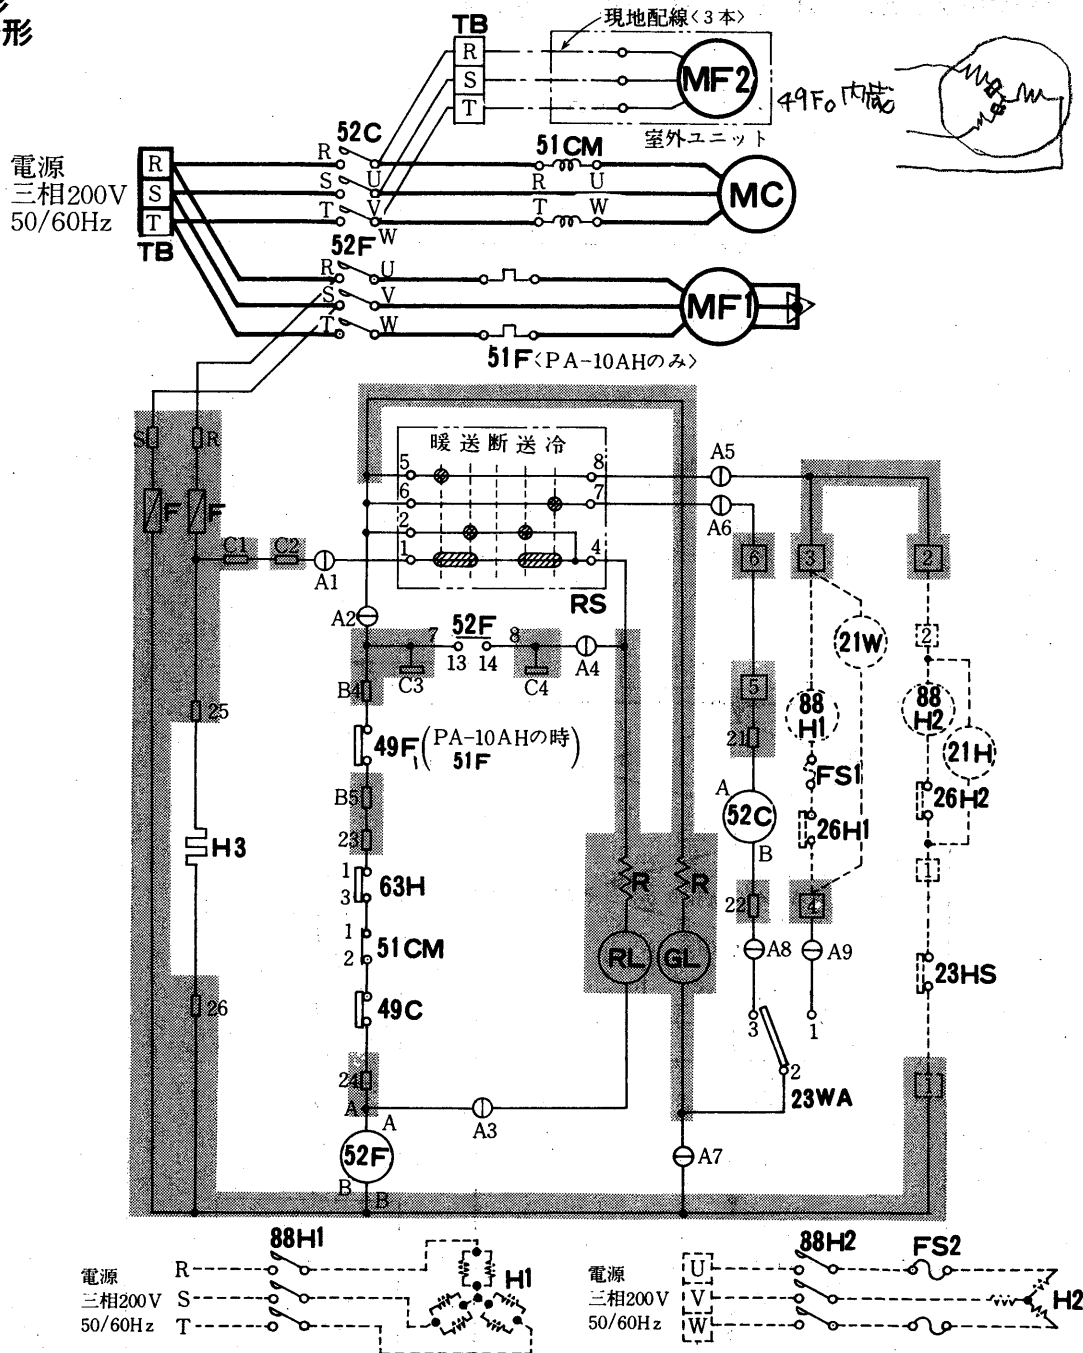 形
TB
現地配線〈3本〉
R
S
T
MF2
49F。内蔵
室外ユニット
電源
三相200V
50/60Hz
R
S
T
TB
52C
R
S
T
U
V
W
51CM
R
U
T
W
MC
52F
R
S
T
U
V
W
MF1
51F〈PA-10AHのみ〉
S
R
F
F
暖送断送冷
5
8
6
7
2
1
4
RS
A5
A6
C1
C2
A1
A2
6
3
2
7
52F
8
13
14
A4
C3
C4
21W
2
B4
5
88
H1
88
H2
25
49F
(PA-10AHの時)
51F
21
21H
FS1
B5
A
52C
26H2
23
B
26H1
H3
1
63H
3
R
R
1
22
4
1
51CM
2
A8
A9
RL
GL
23HS
26
49C
3
1
24
2
23WA
1
A
A
A3
52F
B
B
A7
88H1
88H2
FS2
電源
三相200V
50/60Hz
R
S
T
H1
電源
三相200V
50/60Hz
U
V
W
H2